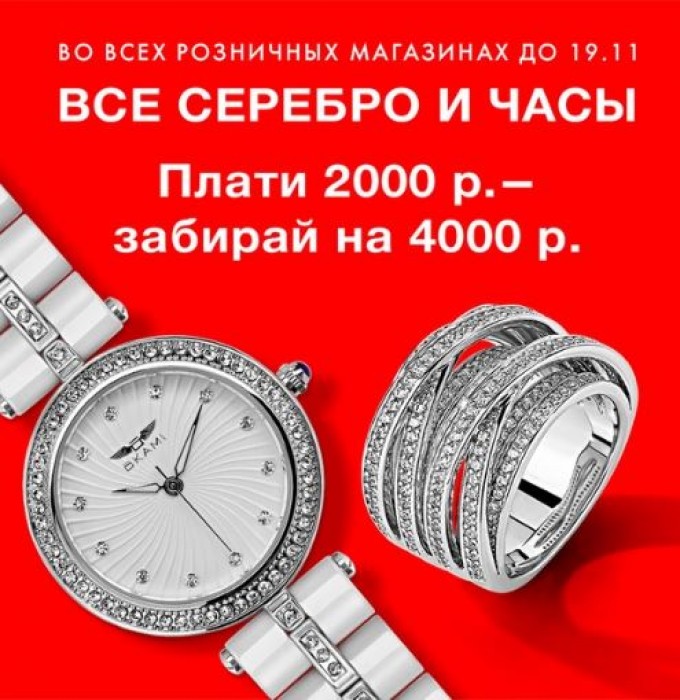 ВО ВСЕХ РОЗНИЧНЫХ МАГАЗИНАХ ДО 19.11
ВСЕ СЕРЕБРО И ЧАСЫ
Плати 2000 р.–
забирай на 4000 р.